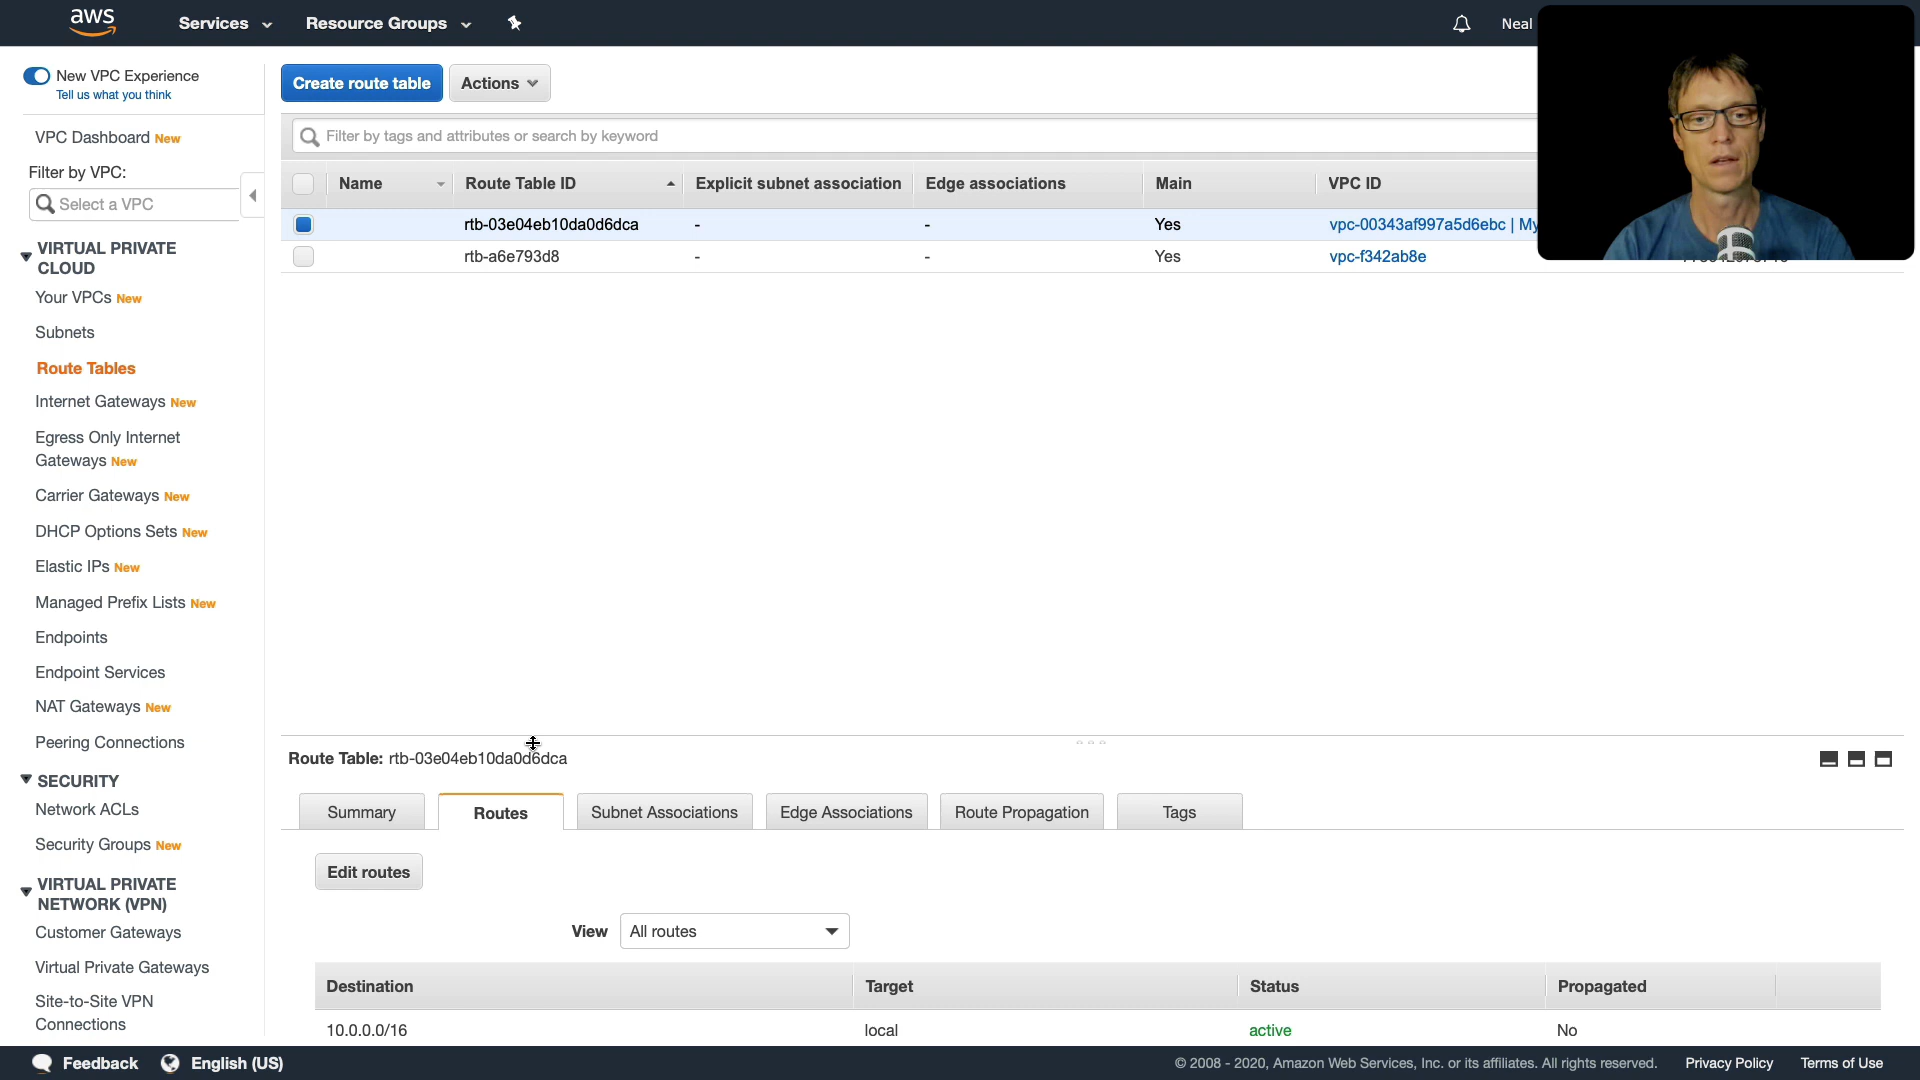 aws Services Resource Groups Neal
New VPC Experience
Tell us what you think
VPC Dashboard New
Filter by VPC:
Select a VPC
VIRTUAL PRIVATE
CLOUD
Your VPCs New
Subnets
Route Tables
Internet Gateways New
Egress Only Internet
Gateways New
Carrier Gateways New
DHCP Options Sets New
Elastic IPs New
Managed Prefix Lists New
Endpoints
Endpoint Services
NAT Gateways New
Peering Connections
SECURITY
Network ACLs
Security Groups New
VIRTUAL PRIVATE
NETWORK (VPN)
Customer Gateways
Virtual Private Gateways
Site-to-Site VPN
Connections
Create route table Actions
Filter by tags and attributes or search by keyword
Name Route Table ID Explicit subnet association Edge associations Main VPC ID
rtb-03e04eb10da0d6dca - - Yes vpc-00343af997a5d6ebc | My
rtb-a6e793d8 - - Yes vpc-f342ab8e
Route Table: rtb-03e04eb10da0d6dca
Summary Routes Subnet Associations Edge Associations Route Propagation Tags
Edit routes
View All routes
Destination Target Status Propagated
10.0.0.0/16 local active No
Feedback English (US) © 2008 - 2020, Amazon Web Services, Inc. or its affiliates. All rights reserved. Privacy Policy Terms of Use